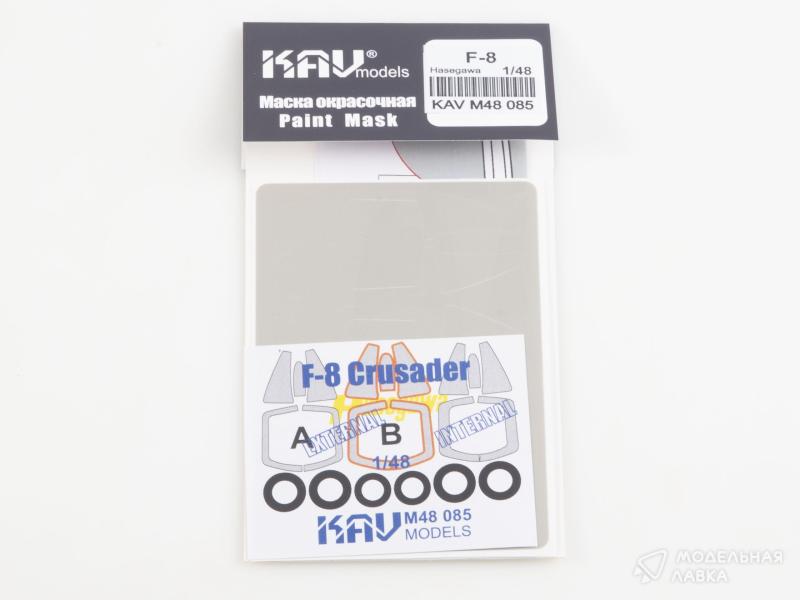 KAV® models
Маска окрасочная
Paint Mask
F-8
Hasegawa 1/48
KAV M48 085
F-8 Crusader
Hasegawa
A EXTERNAL B INTERNAL
1/48
KAV M48 085
MODELS
МОДЕЛЬНАЯ
ЛАВКА